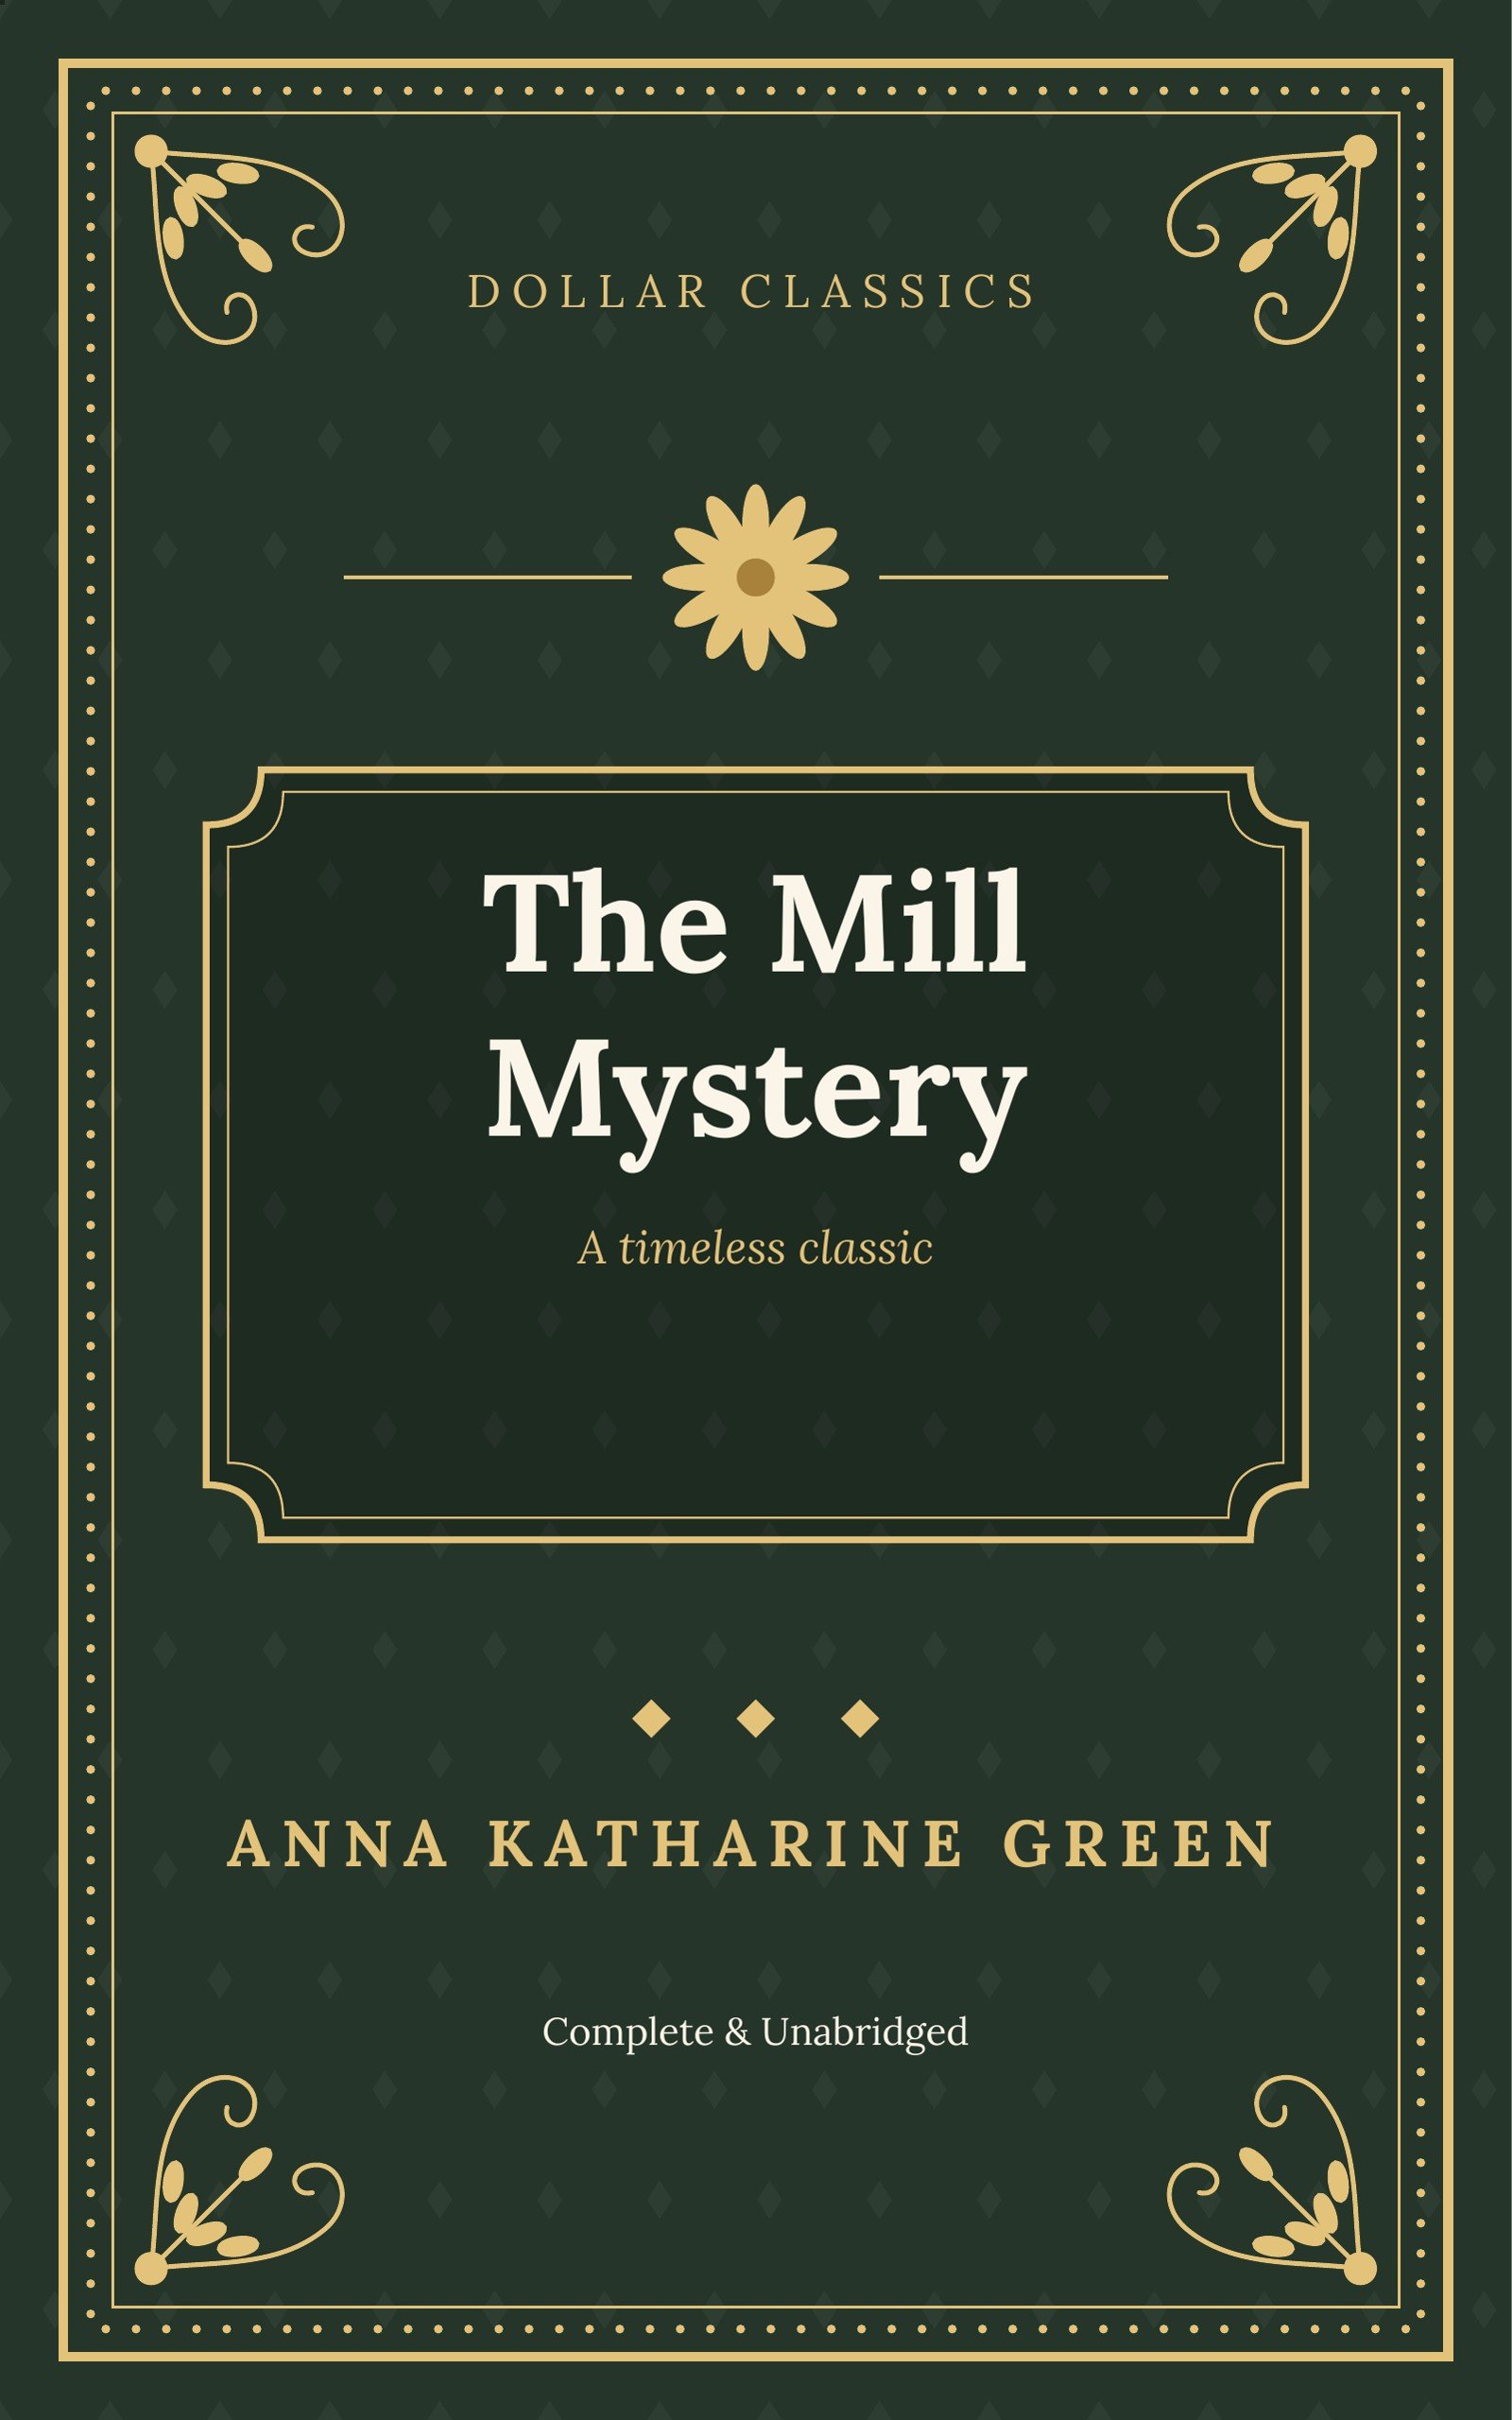 DOLLAR CLASSICS
The Mill
Mystery
A timeless classic
ANNA KATHARINE GREEN
Complete & Unabridged